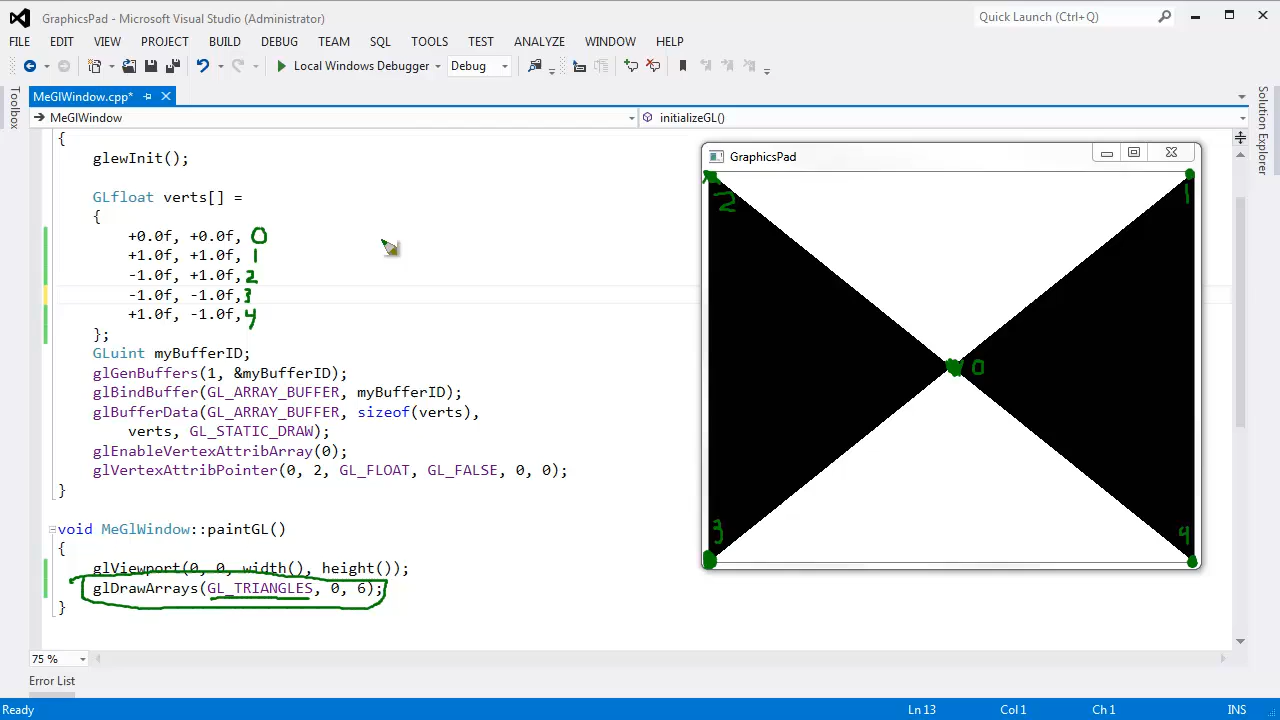 GraphicsPad - Microsoft Visual Studio (Administrator)
Quick Launch (Ctrl+Q)
FILE EDIT VIEW PROJECT BUILD DEBUG TEAM SQL TOOLS TEST ANALYZE WINDOW HELP
Local Windows Debugger Debug
Toolbox
MeGlWindow.cpp*
MeGlWindow initializeGL()
Solution Explorer
{
glewInit();
GLfloat verts[] =
{
+0.0f, +0.0f, 0
+1.0f, +1.0f, 1
-1.0f, +1.0f, 2
-1.0f, -1.0f, 3
+1.0f, -1.0f, 4
};
GLuint myBufferID;
glGenBuffers(1, &myBufferID);
glBindBuffer(GL_ARRAY_BUFFER, myBufferID);
glBufferData(GL_ARRAY_BUFFER, sizeof(verts),
verts, GL_STATIC_DRAW);
glEnableVertexAttribArray(0);
glVertexAttribPointer(0, 2, GL_FLOAT, GL_FALSE, 0, 0);
}
void MeGlWindow::paintGL()
{
glViewport(0, 0, width(), height());
glDrawArrays(GL_TRIANGLES, 0, 6);
}
GraphicsPad
2 1
0
3 4
75 %
Error List
Ready Ln 13 Col 1 Ch 1 INS